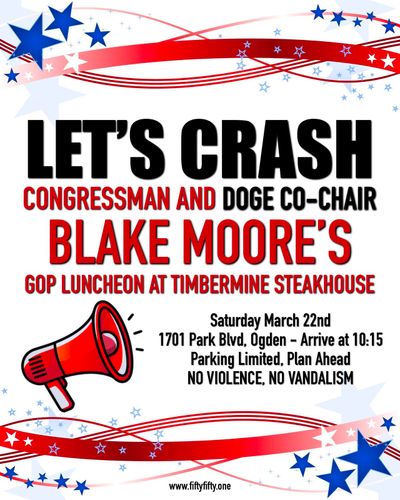 LET'S CRASH
CONGRESSMAN AND DOGE CO-CHAIR
BLAKE MOORE'S
GOP LUNCHEON AT TIMBERMINE STEAKHOUSE
Saturday March 22nd
1701 Park Blvd, Ogden - Arrive at 10:15
Parking Limited, Plan Ahead
NO VIOLENCE, NO VANDALISM
www.fiftyfifty.one